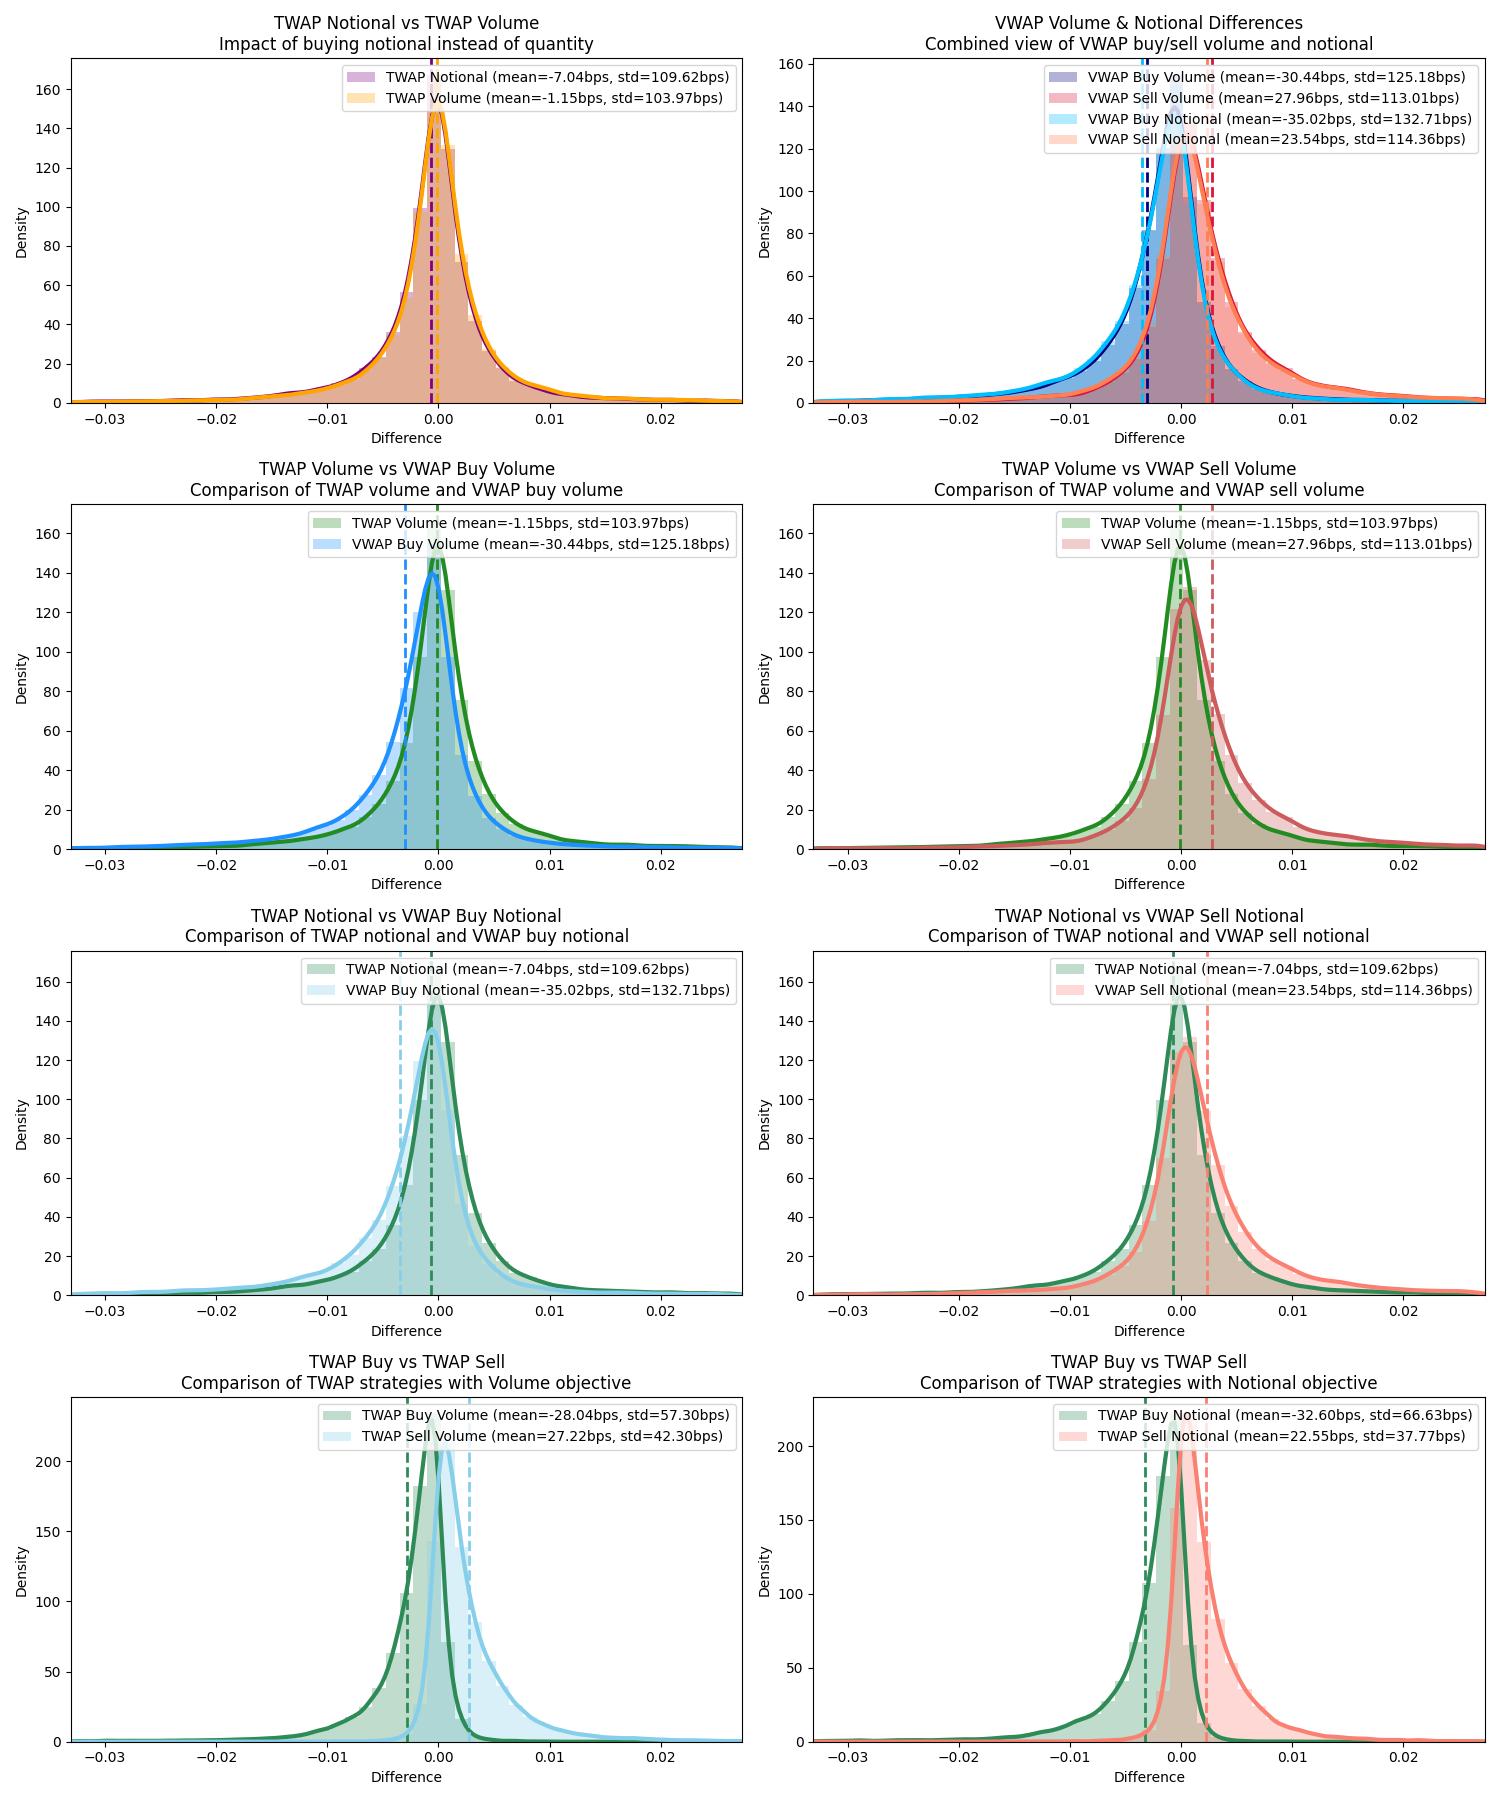 TWAP Notional vs TWAP Volume
Impact of buying notional instead of quantity
TWAP Notional (mean=-7.04bps, std=109.62bps)
TWAP Volume (mean=-1.15bps, std=103.97bps)
160
140
120
100
80
60
40
20
0
Density
−0.03 −0.02 −0.01 0.00 0.01 0.02
Difference
VWAP Volume & Notional Differences
Combined view of VWAP buy/sell volume and notional
VWAP Buy Volume (mean=-30.44bps, std=125.18bps)
VWAP Sell Volume (mean=27.96bps, std=113.01bps)
VWAP Buy Notional (mean=-35.02bps, std=132.71bps)
VWAP Sell Notional (mean=23.54bps, std=114.36bps)
160
140
120
100
80
60
40
20
0
Density
−0.03 −0.02 −0.01 0.00 0.01 0.02
Difference
TWAP Volume vs VWAP Buy Volume
Comparison of TWAP volume and VWAP buy volume
TWAP Volume (mean=-1.15bps, std=103.97bps)
VWAP Buy Volume (mean=-30.44bps, std=125.18bps)
160
140
120
100
80
60
40
20
0
Density
−0.03 −0.02 −0.01 0.00 0.01 0.02
Difference
TWAP Volume vs VWAP Sell Volume
Comparison of TWAP volume and VWAP sell volume
TWAP Volume (mean=-1.15bps, std=103.97bps)
VWAP Sell Volume (mean=27.96bps, std=113.01bps)
160
140
120
100
80
60
40
20
0
Density
−0.03 −0.02 −0.01 0.00 0.01 0.02
Difference
TWAP Notional vs VWAP Buy Notional
Comparison of TWAP notional and VWAP buy notional
TWAP Notional (mean=-7.04bps, std=109.62bps)
VWAP Buy Notional (mean=-35.02bps, std=132.71bps)
160
140
120
100
80
60
40
20
0
Density
−0.03 −0.02 −0.01 0.00 0.01 0.02
Difference
TWAP Notional vs VWAP Sell Notional
Comparison of TWAP notional and VWAP sell notional
TWAP Notional (mean=-7.04bps, std=109.62bps)
VWAP Sell Notional (mean=23.54bps, std=114.36bps)
160
140
120
100
80
60
40
20
0
Density
−0.03 −0.02 −0.01 0.00 0.01 0.02
Difference
TWAP Buy vs TWAP Sell
Comparison of TWAP strategies with Volume objective
TWAP Buy Volume (mean=-28.04bps, std=57.30bps)
TWAP Sell Volume (mean=27.22bps, std=42.30bps)
200
150
100
50
0
Density
−0.03 −0.02 −0.01 0.00 0.01 0.02
Difference
TWAP Buy vs TWAP Sell
Comparison of TWAP strategies with Notional objective
TWAP Buy Notional (mean=-32.60bps, std=66.63bps)
TWAP Sell Notional (mean=22.55bps, std=37.77bps)
200
150
100
50
0
Density
−0.03 −0.02 −0.01 0.00 0.01 0.02
Difference